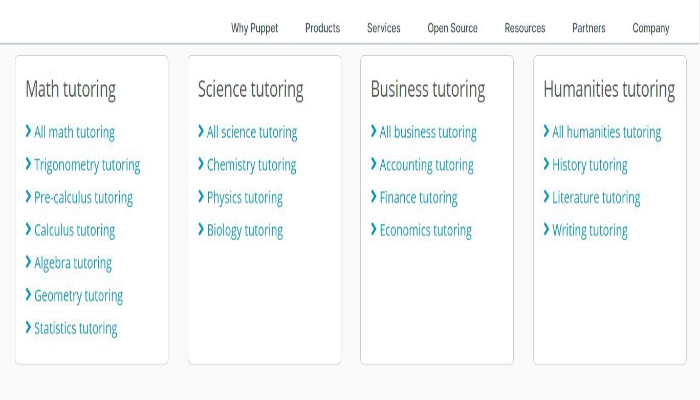 Why Puppet Products Services Open Source Resources Partners Company
Math tutoring
All math tutoring
Trigonometry tutoring
Pre-calculus tutoring
Calculus tutoring
Algebra tutoring
Geometry tutoring
Statistics tutoring
Science tutoring
All science tutoring
Chemistry tutoring
Physics tutoring
Biology tutoring
Business tutoring
All business tutoring
Accounting tutoring
Finance tutoring
Economics tutoring
Humanities tutoring
All humanities tutoring
History tutoring
Literature tutoring
Writing tutoring